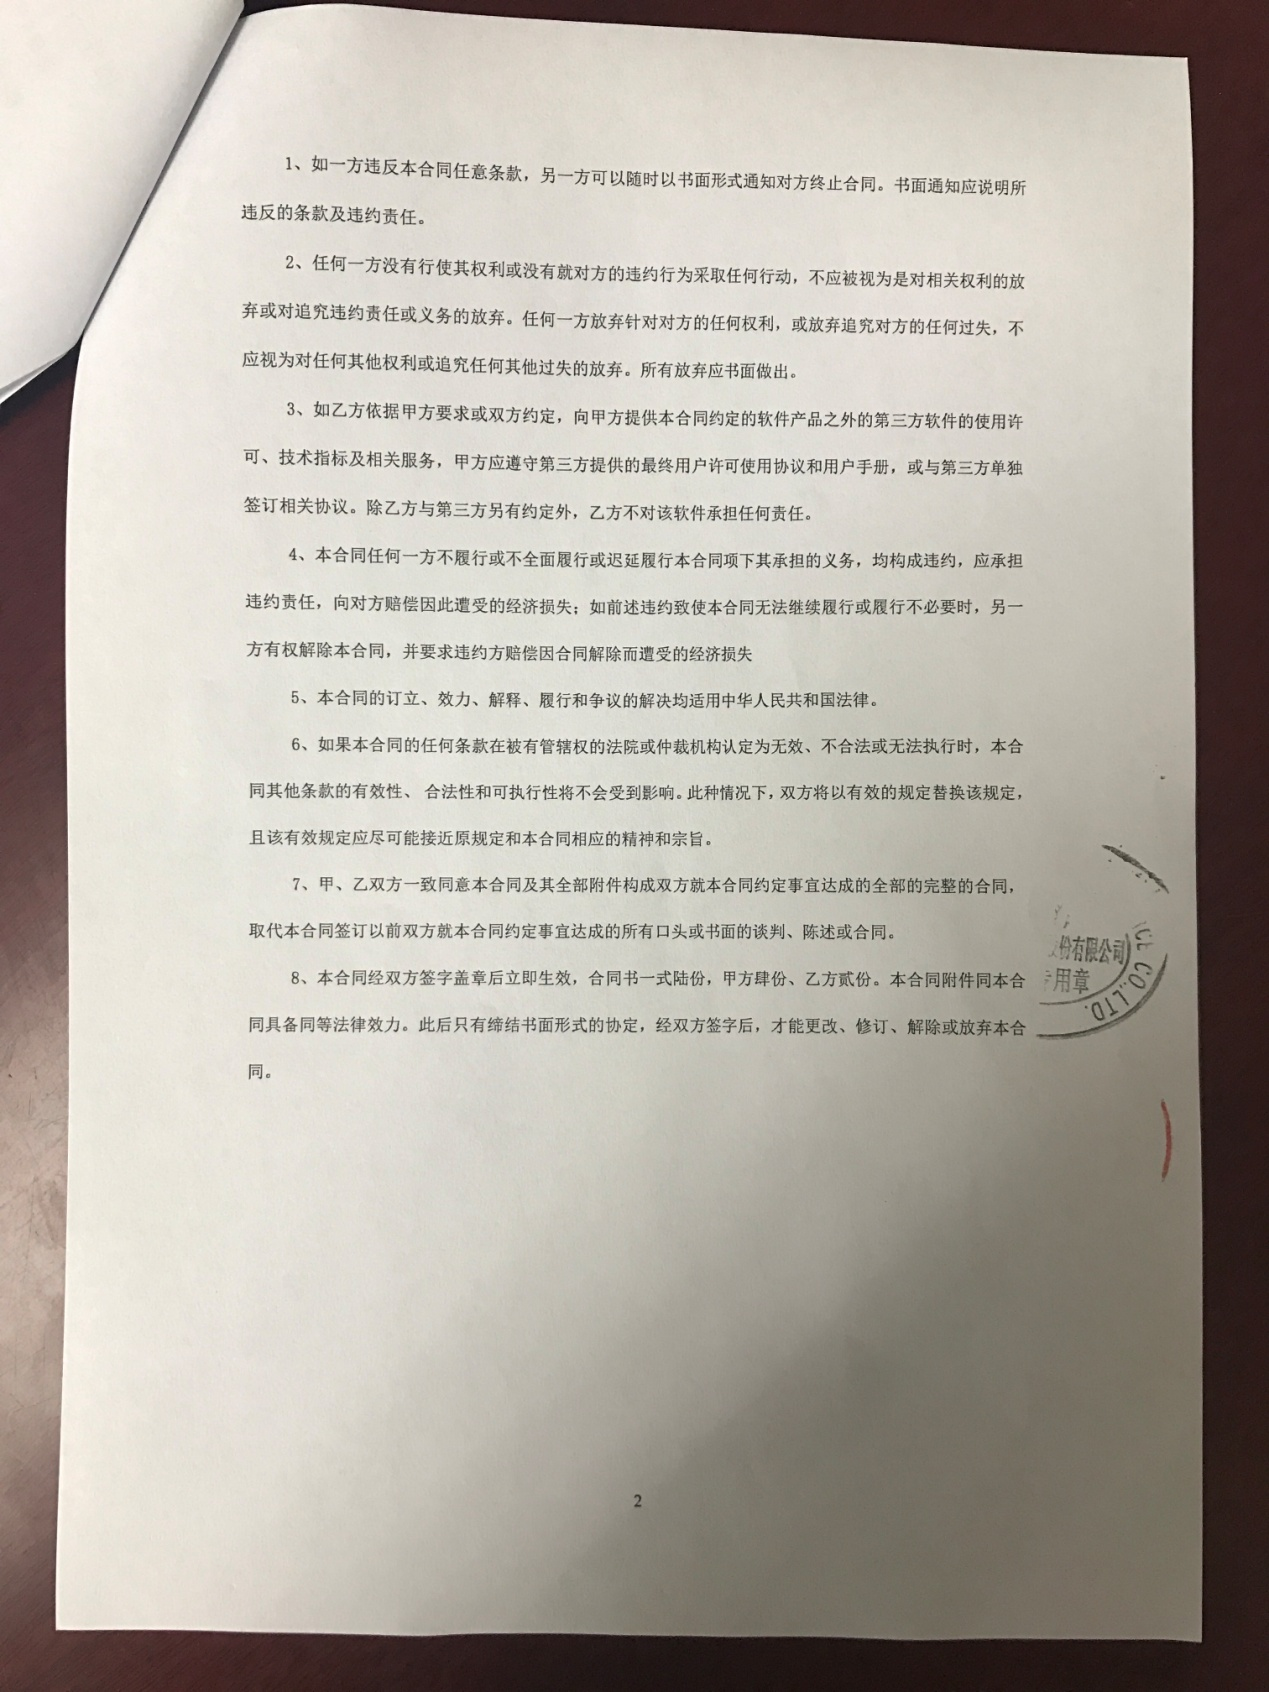 1、如一方违反本合同任意条款，另一方可以随时以书面形式通知对方终止合同。书面通知应说明所
违反的条款及违约责任。
2、任何一方没有行使其权利或没有就对方的违约行为采取任何行动，不应被视为是对相关权利的放
弃或对追究违约责任或义务的放弃。任何一方放弃针对对方的任何权利，或放弃追究对方的任何过失，不
应视为对任何其他权利或追究任何其他过失的放弃。所有放弃应书面做出。
3、如乙方依据甲方要求或双方约定，向甲方提供本合同约定的软件产品之外的第三方软件的使用许
可、技术指标及相关服务，甲方应遵守第三方提供的最终用户许可使用协议和用户手册，或与第三方单独
签订相关协议。除乙方与第三方另有约定外，乙方不对该软件承担任何责任。
4、本合同任何一方不履行或不全面履行或迟延履行本合同项下其承担的义务，均构成违约，应承担
违约责任，向对方赔偿因此遭受的经济损失；如前述违约致使本合同无法继续履行或履行不必要时，另一
方有权解除本合同，并要求违约方赔偿因合同解除而遭受的经济损失
5、本合同的订立、效力、解释、履行和争议的解决均适用中华人民共和国法律。
6、如果本合同的任何条款在被有管辖权的法院或仲裁机构认定为无效、不合法或无法执行时，本合
同其他条款的有效性、 合法性和可执行性将不会受到影响。此种情况下，双方将以有效的规定替换该规定，
且该有效规定应尽可能接近原规定和本合同相应的精神和宗旨。
7、甲、乙双方一致同意本合同及其全部附件构成双方就本合同约定事宜达成的全部的完整的合同，
取代本合同签订以前双方就本合同约定事宜达成的所有口头或书面的谈判、陈述或合同。
8、本合同经双方签字盖章后立即生效，合同书一式陆份，甲方肆份、乙方贰份。本合同附件同本合
同具备同等法律效力。此后只有缔结书面形式的协定，经双方签字后，才能更改、修订、解除或放弃本合
同。
份有限公司
用章
CO.,LTD.
2